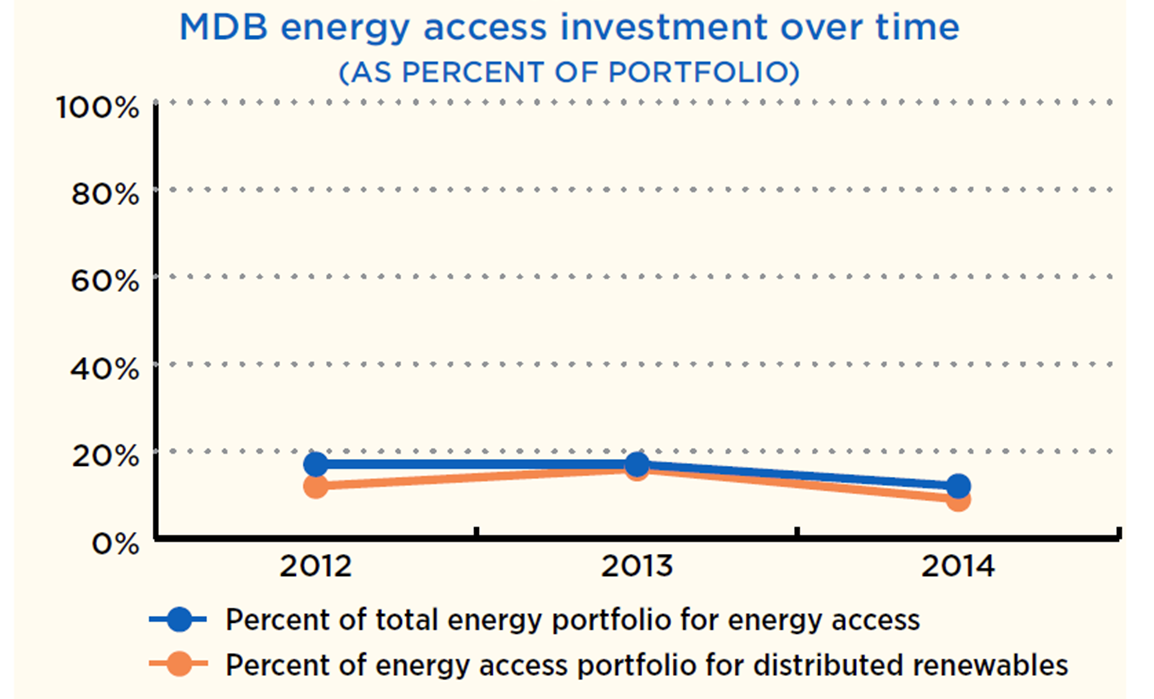 MDB energy access investment over time
(AS PERCENT OF PORTFOLIO)
100%
80%
60%
40%
20%
0%
2012 2013 2014
Percent of total energy portfolio for energy access
Percent of energy access portfolio for distributed renewables